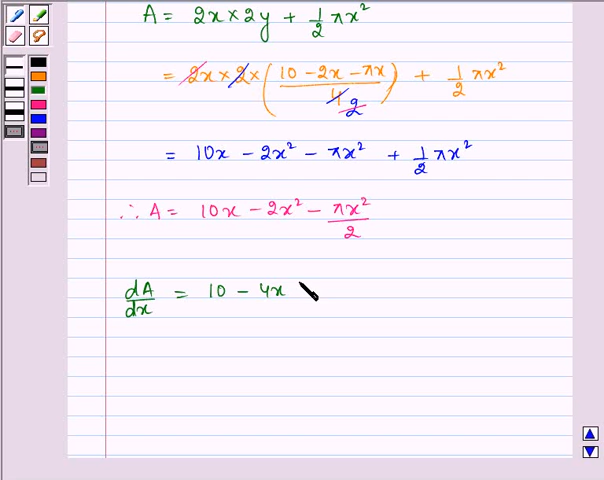 A = 2x × 2y + 1/2 πx²
= 2x × 2 × ( 10 - 2x - πx / 4 2 ) + 1/2 πx²
= 10x - 2x² - πx² + 1/2 πx²
∴ A = 10x - 2x² - πx²/2
dA/dx = 10 - 4x